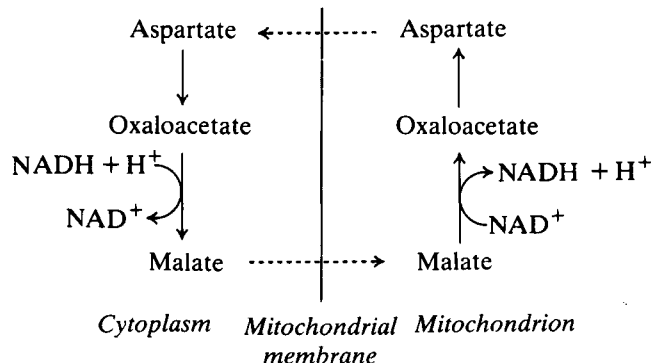 Aspartate Aspartate
Oxaloacetate Oxaloacetate
NADH + H+ NADH + H+
NAD+ NAD+
Malate Malate
Cytoplasm Mitochondrial Mitochondrion
membrane